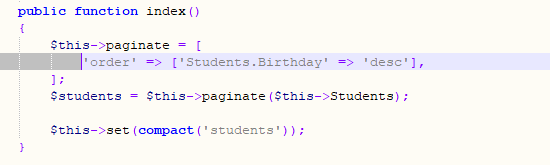 public function index()
{
$this->paginate = [
'order' => ['Students.Birthday' => 'desc'],
];
$students = $this->paginate($this->Students);
$this->set(compact('students'));
}